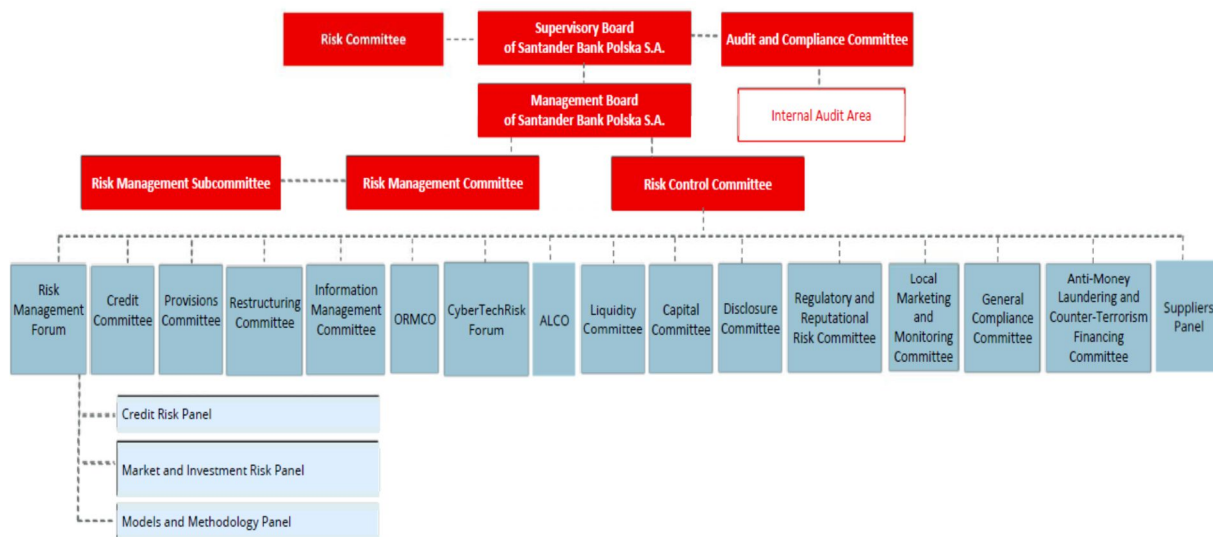 Risk Committee
Supervisory Board
of Santander Bank Polska S.A.
Audit and Compliance Committee
Management Board
of Santander Bank Polska S.A.
Internal Audit Area
Risk Management Subcommittee
Risk Management Committee
Risk Control Committee
Risk
Management
Forum
Credit
Committee
Provisions
Committee
Restructuring
Committee
Information
Management
Committee
ORMCO
CyberTechRisk
Forum
ALCO
Liquidity
Committee
Capital
Committee
Disclosure
Committee
Regulatory and
Reputational
Risk Committee
Local
Marketing
and
Monitoring
Committee
General
Compliance
Committee
Anti-Money
Laundering and
Counter-Terrorism
Financing
Committee
Suppliers
Panel
Credit Risk Panel
Market and Investment Risk Panel
Models and Methodology Panel